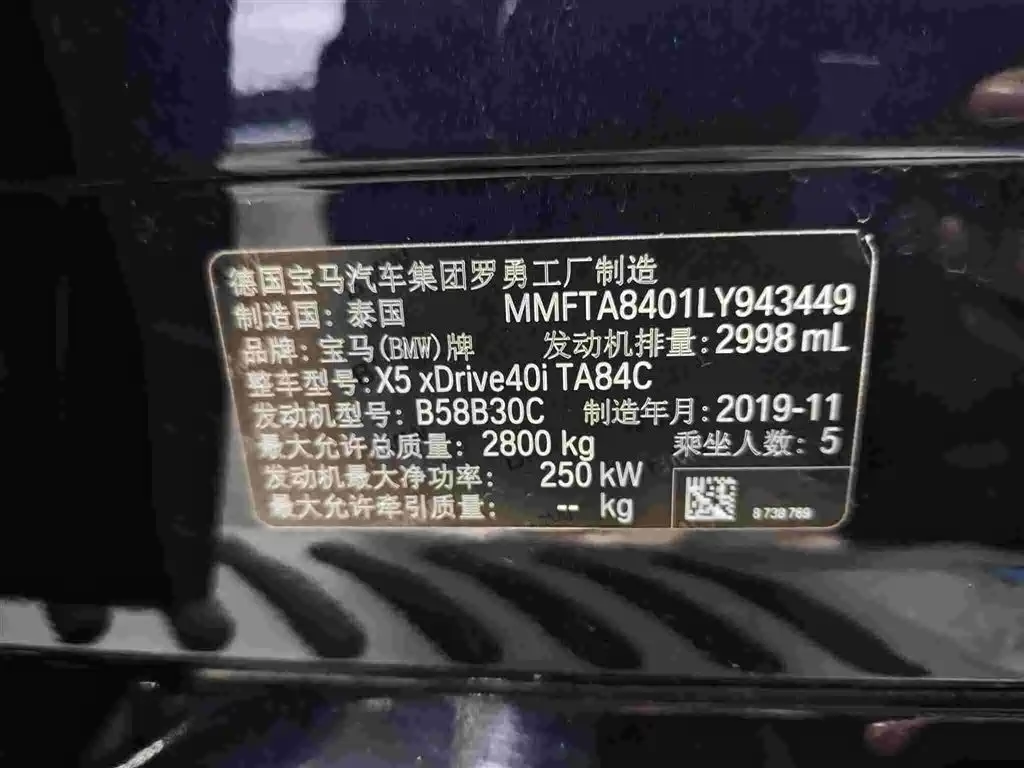 德国宝马汽车集团罗勇工厂制造
制造国: 泰国 MMFTA8401LY943449
品牌: 宝马(BMW)牌 发动机排量: 2998 mL
整车型号: X5 xDrive40i TA84C
发动机型号: B58B30C 制造年月: 2019-11
最大允许总质量: 2800 kg 乘坐人数: 5
发动机最大净功率: 250 kW
最大允许牵引质量: -- kg
8 738 769